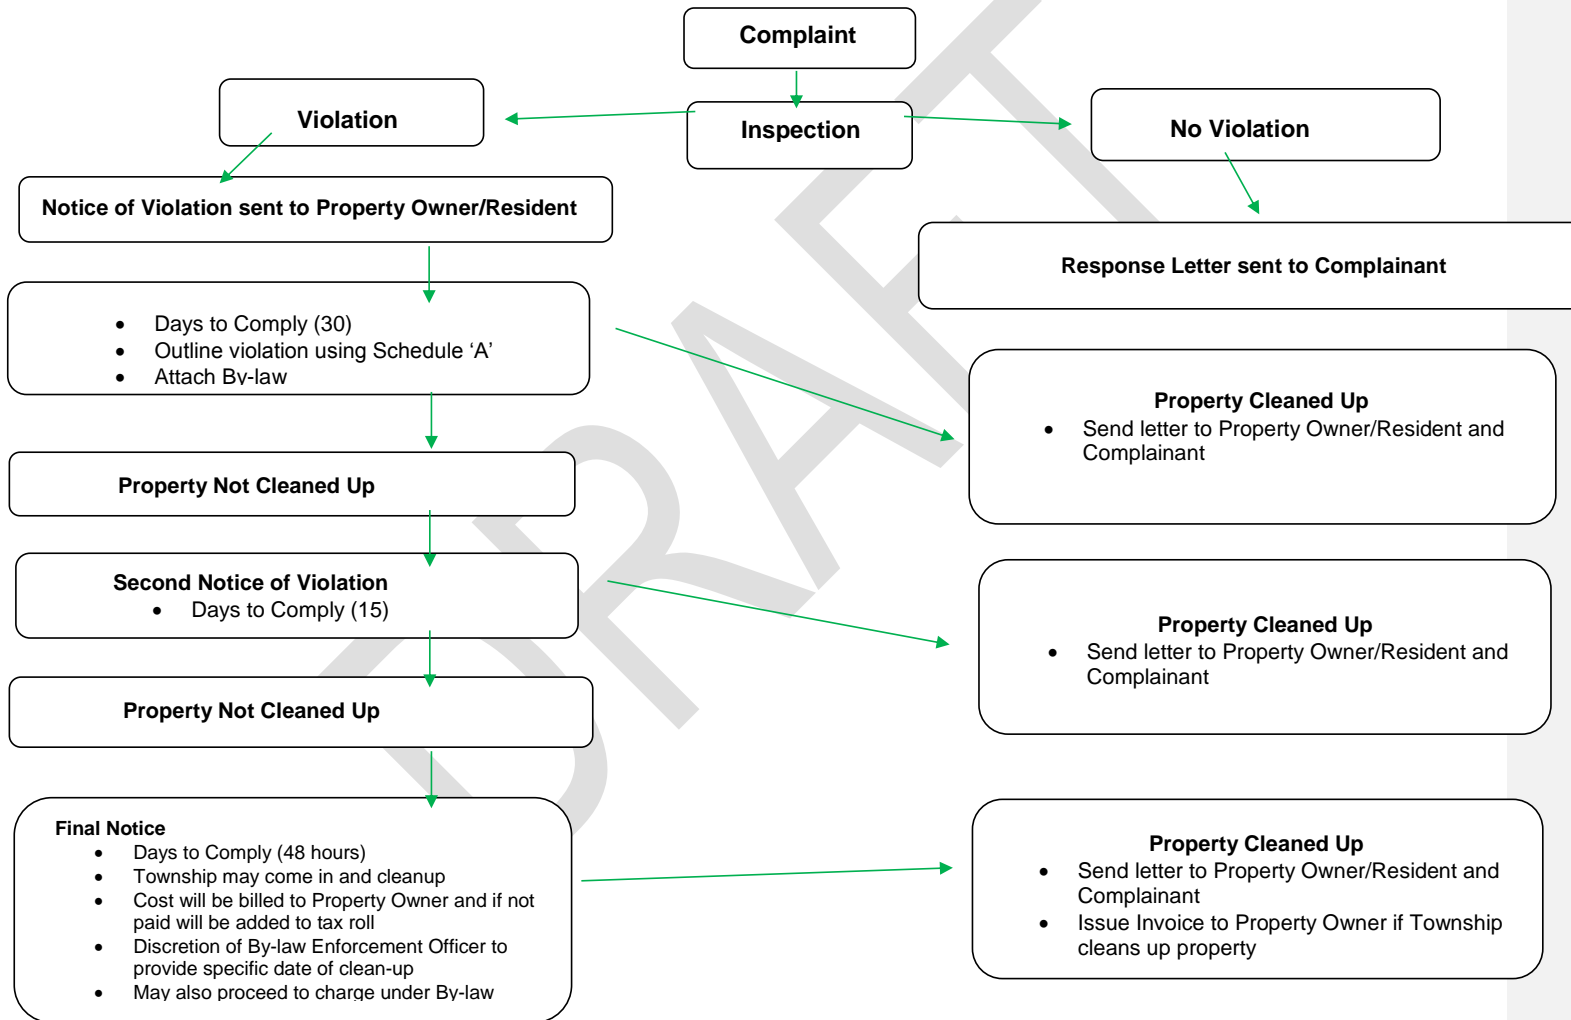 Complaint
Violation
Inspection
No Violation
Notice of Violation sent to Property Owner/Resident
Response Letter sent to Complainant
• Days to Comply (30)
• Outline violation using Schedule ‘A’
• Attach By-law
Property Cleaned Up
• Send letter to Property Owner/Resident and
Complainant
Property Not Cleaned Up
Second Notice of Violation
• Days to Comply (15)
Property Cleaned Up
• Send letter to Property Owner/Resident and
Complainant
Property Not Cleaned Up
Final Notice
• Days to Comply (48 hours)
• Township may come in and cleanup
• Cost will be billed to Property Owner and if not
paid will be added to tax roll
• Discretion of By-law Enforcement Officer to
provide specific date of clean-up
• May also proceed to charge under By-law
Property Cleaned Up
• Send letter to Property Owner/Resident and
Complainant
• Issue Invoice to Property Owner if Township
cleans up property
DRAFT